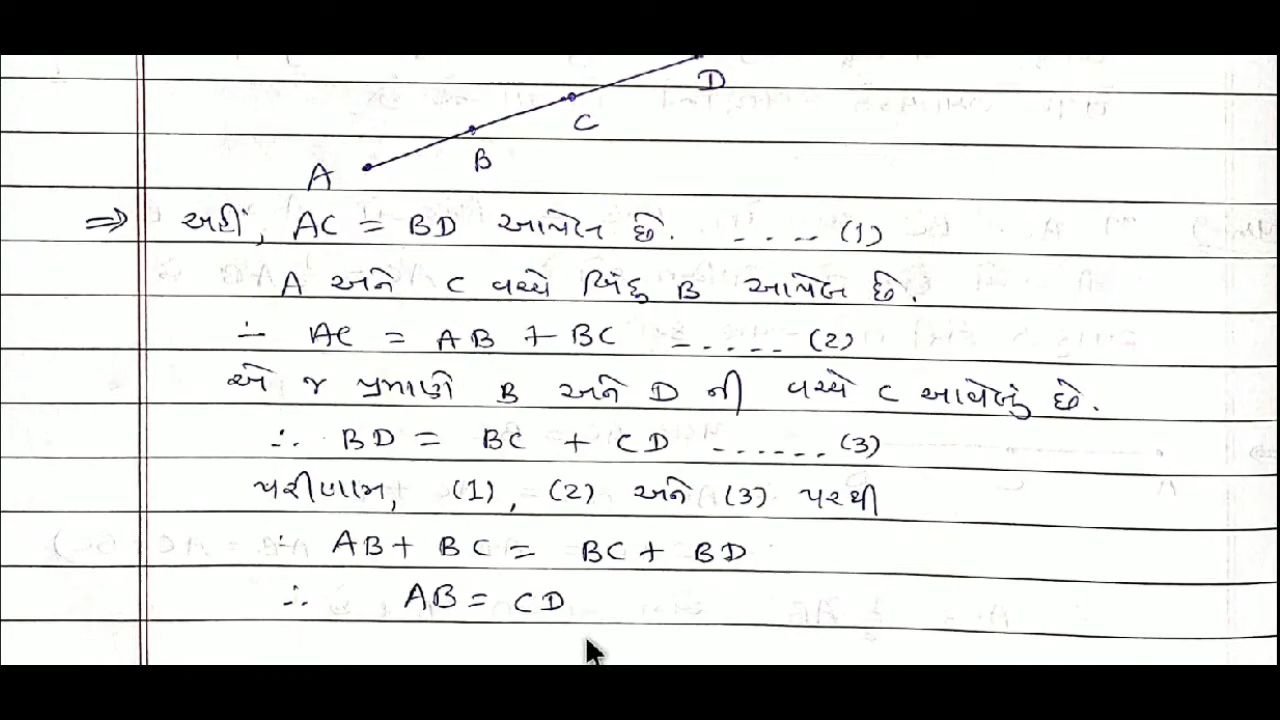 D
C
B
A
⇒ અહીં, AC = BD આપેલ છે. ---- (1)
A અને C વચ્ચે બિંદુ B આવેલ છે.
∴ AC = AB + BC ----- (2)
એ જ પ્રમાણે B અને D ની વચ્ચે C આવેલું છે.
∴ BD = BC + CD ------ (3)
પરીણામ, (1), (2) અને (3) પરથી
∴ AB + BC = BC + BD
∴ AB = CD